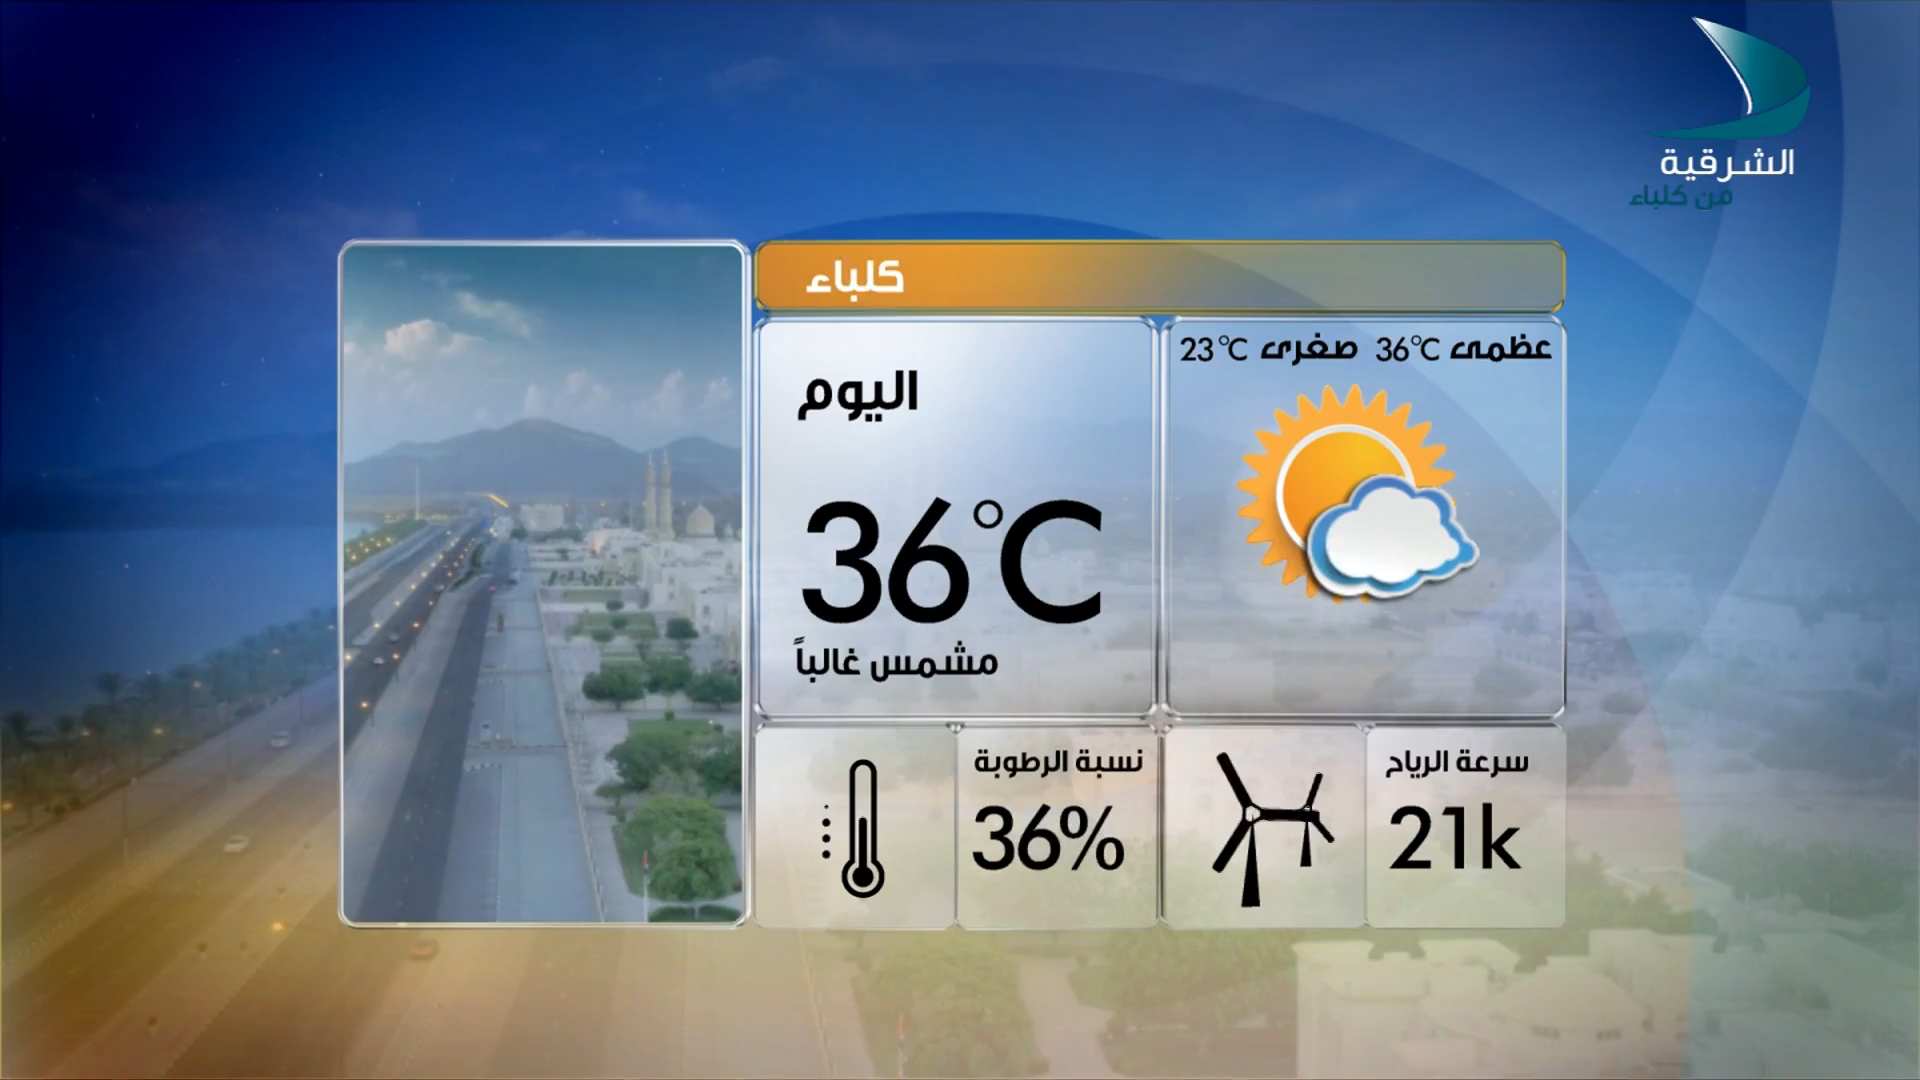 الشرقية
من كلباء
كلباء
عظمى 36°C صغرى 23°C
اليوم
36°C
مشمس غالباً
سرعة الرياح
21k
نسبة الرطوبة
36%